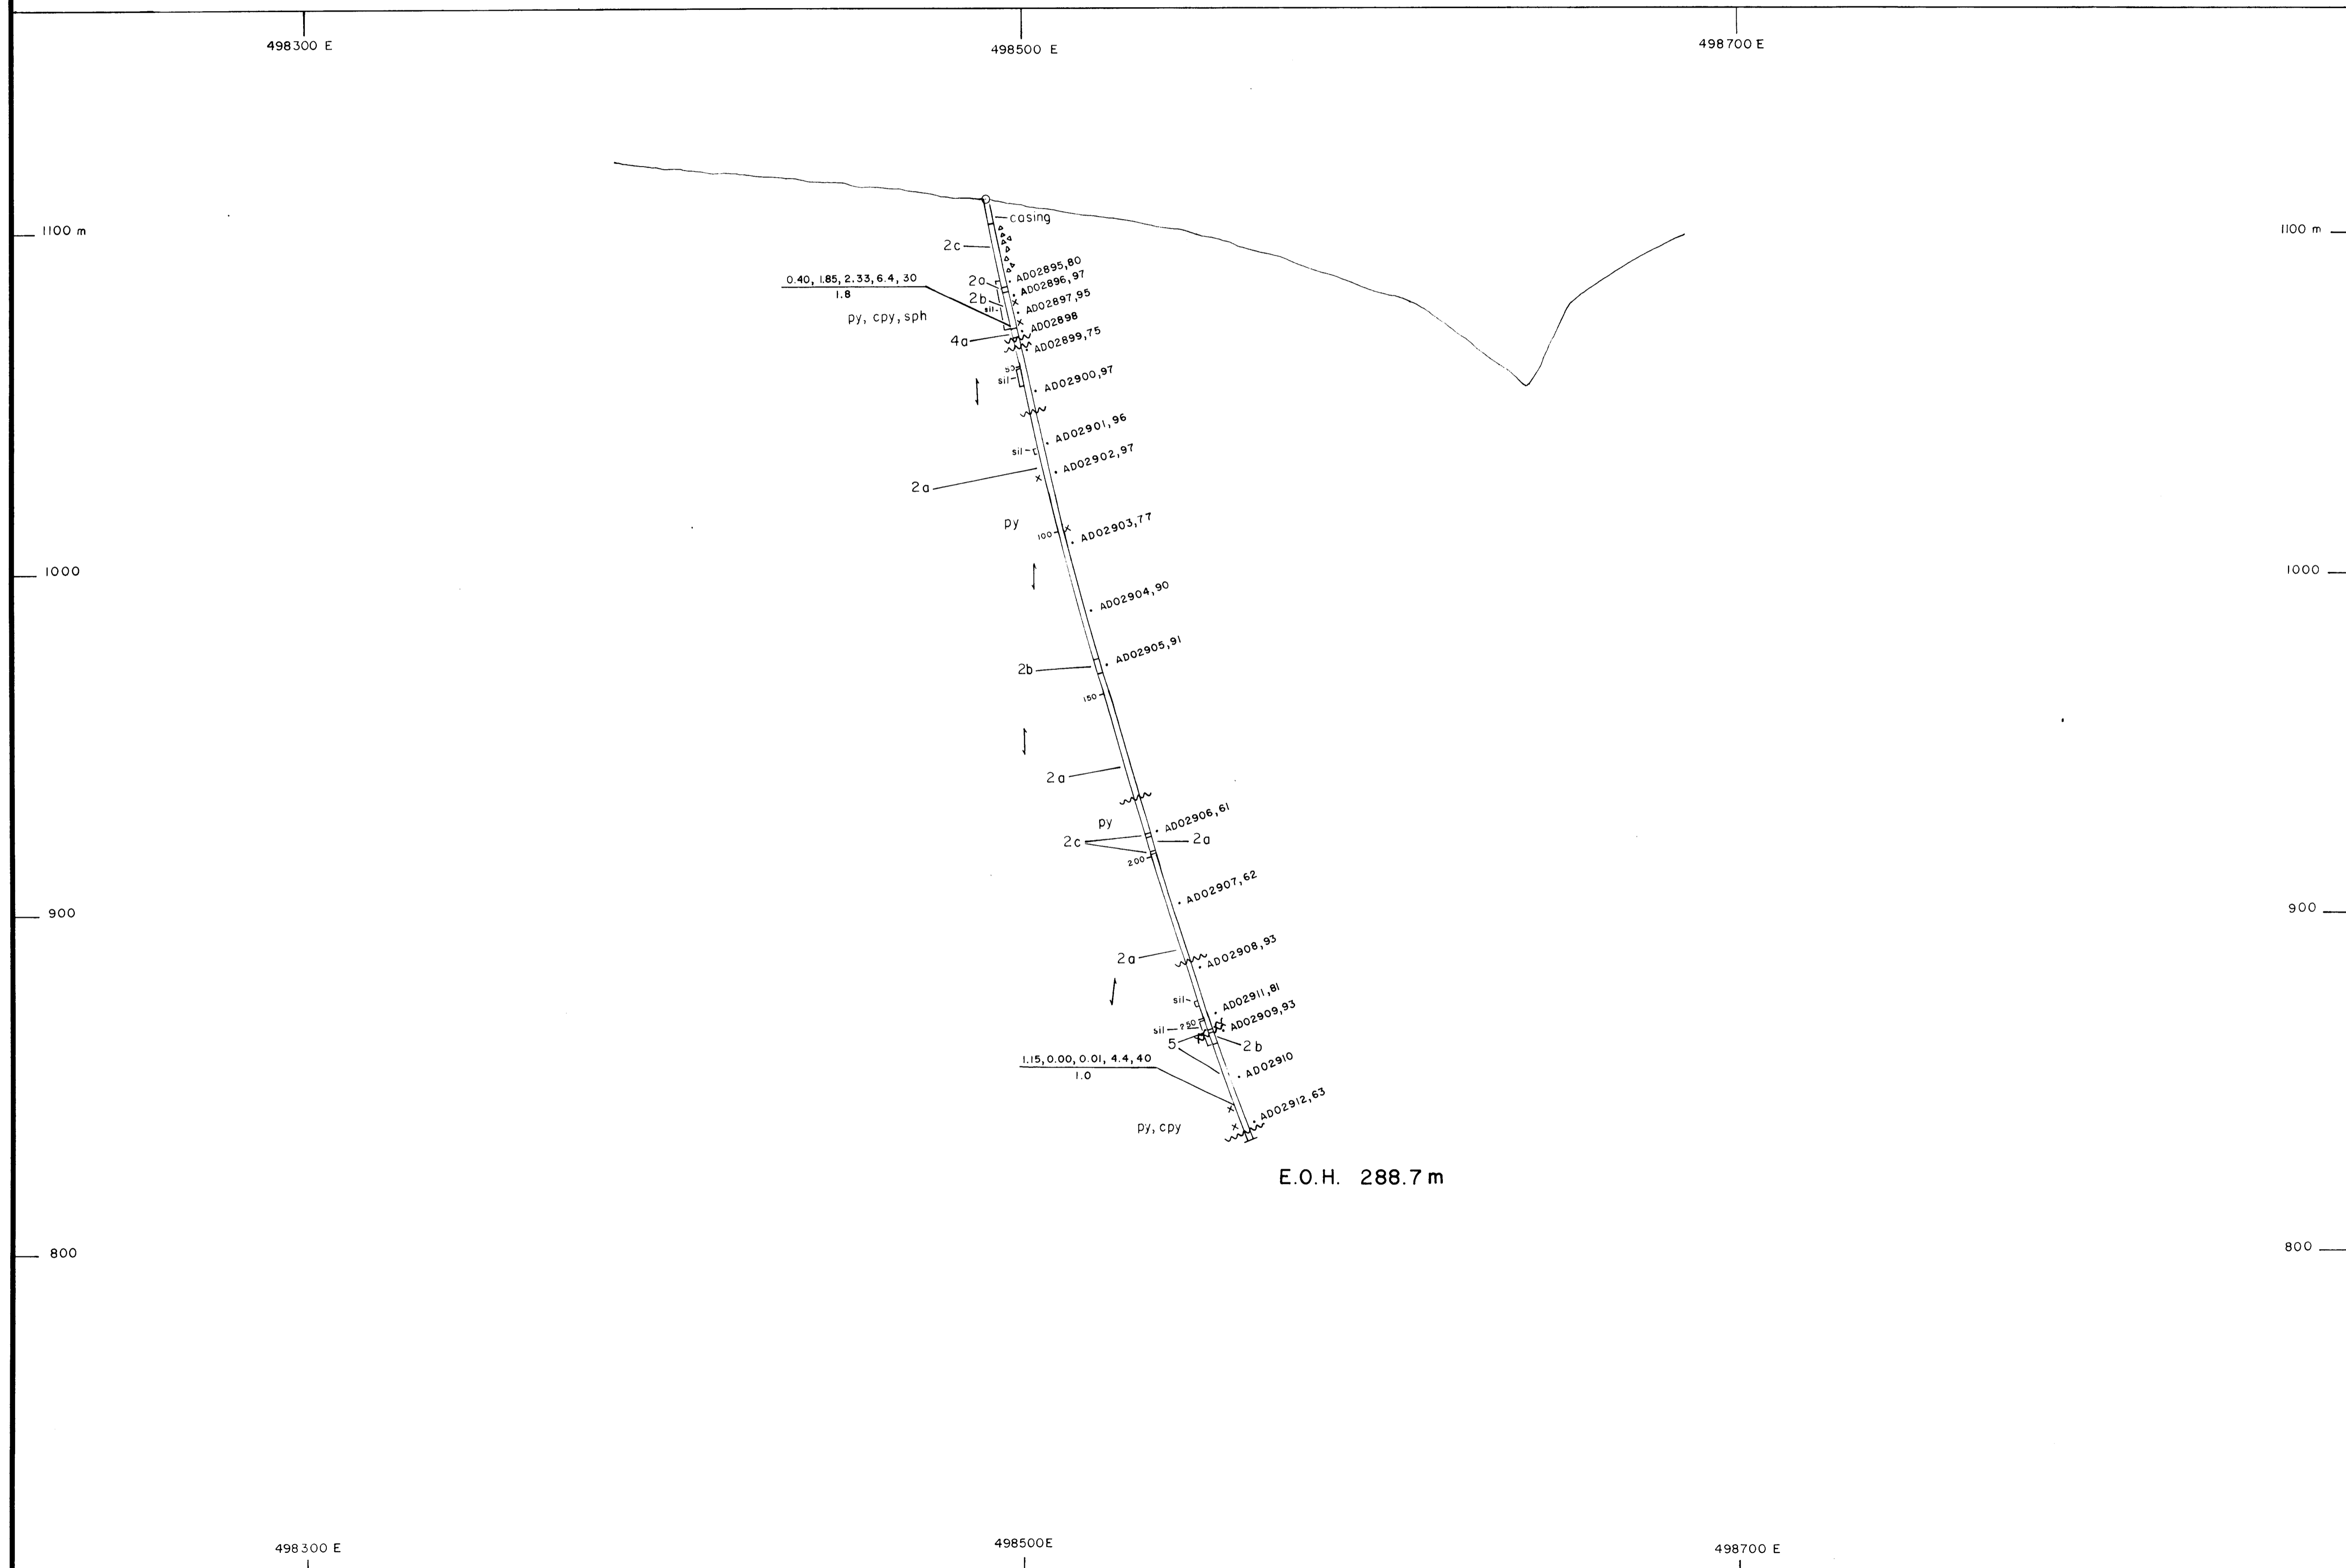 498300 E
498500 E
498700 E
casing
1100 m
1100 m
2c
AD02895,80
0.40, 1.85, 2.33, 6.4, 30
1.8
2a
AD02896,97
2b
AD02897,95
sil
py, cpy, sph
AD02898
4a
AD02899,75
50
sil
AD02900,97
AD02901,96
sil
AD02902,97
2a
py
100
AD02903,77
1000
1000
AD02904,90
AD02905,91
2b
150
2a
AD02906,61
py
2c
2a
200
AD02907,62
900
900
2a
AD02908,93
sil
AD02911,81
AD02909,93
sil
250
5
2b
1.15, 0.00, 0.01, 4.4, 40
1.0
AD02910
AD02912,63
py, cpy
E.O.H. 288.7 m
800
800
498300 E
498500E
498700 E